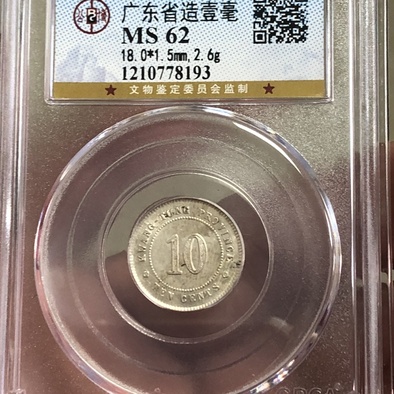 广东省造壹毫
MS 62
18.0*1.5mm,2.6g
1210778193
★ 文物鉴定委员会监制 ★
KWANG-TUNG PROVINCE
10
TEN CENTS